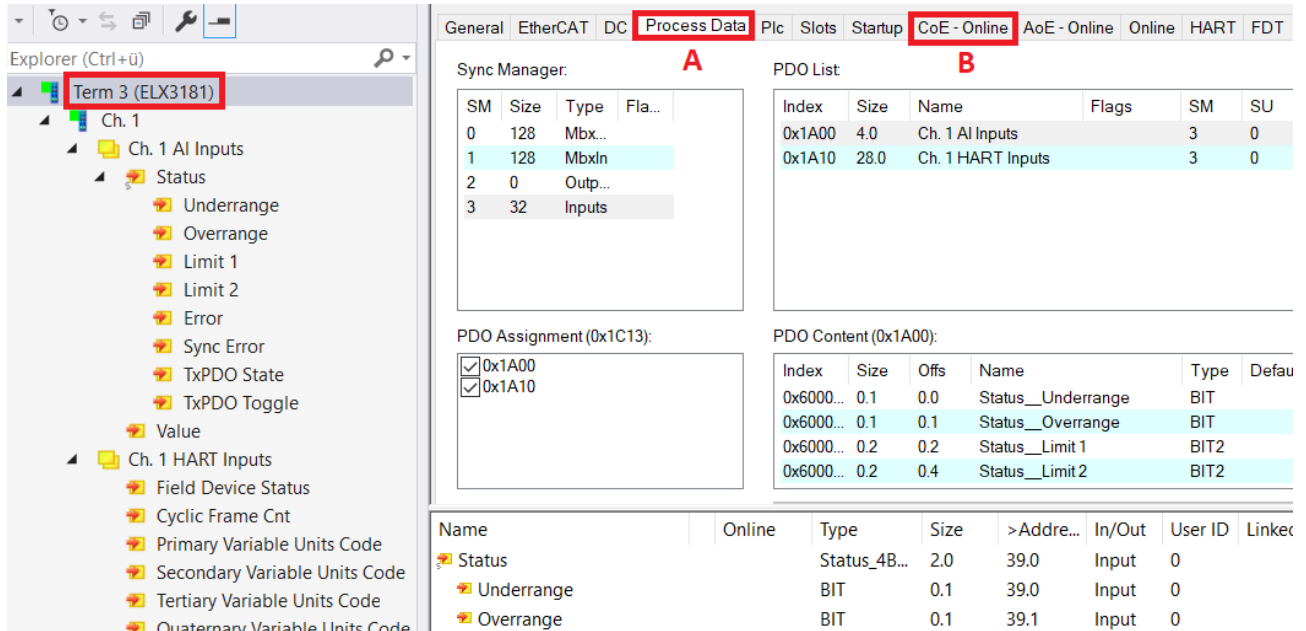 Explorer (Ctrl+ü)
Term 3 (ELX3181)
Ch. 1
Ch. 1 AI Inputs
Status
Underrange
Overrange
Limit 1
Limit 2
Error
Sync Error
TxPDO State
TxPDO Toggle
Value
Ch. 1 HART Inputs
Field Device Status
Cyclic Frame Cnt
Primary Variable Units Code
Secondary Variable Units Code
Tertiary Variable Units Code
Quaternary Variable Units Code
General EtherCAT DC Process Data Plc Slots Startup CoE - Online AoE - Online Online HART FDT
A B
Sync Manager:
SM Size Type Fla...
0 128 Mbx...
1 128 MbxIn
2 0 Outp...
3 32 Inputs
PDO List:
Index Size Name Flags SM SU
0x1A00 4.0 Ch. 1 AI Inputs 3 0
0x1A10 28.0 Ch. 1 HART Inputs 3 0
PDO Assignment (0x1C13):
0x1A00
0x1A10
PDO Content (0x1A00):
Index Size Offs Name Type Defau
0x6000... 0.1 0.0 Status__Underrange BIT
0x6000... 0.1 0.1 Status__Overrange BIT
0x6000... 0.2 0.2 Status__Limit 1 BIT2
0x6000... 0.2 0.4 Status__Limit 2 BIT2
Name Online Type Size >Addre... In/Out User ID Linked
Status Status_4B... 2.0 39.0 Input 0
Underrange BIT 0.1 39.0 Input 0
Overrange BIT 0.1 39.1 Input 0